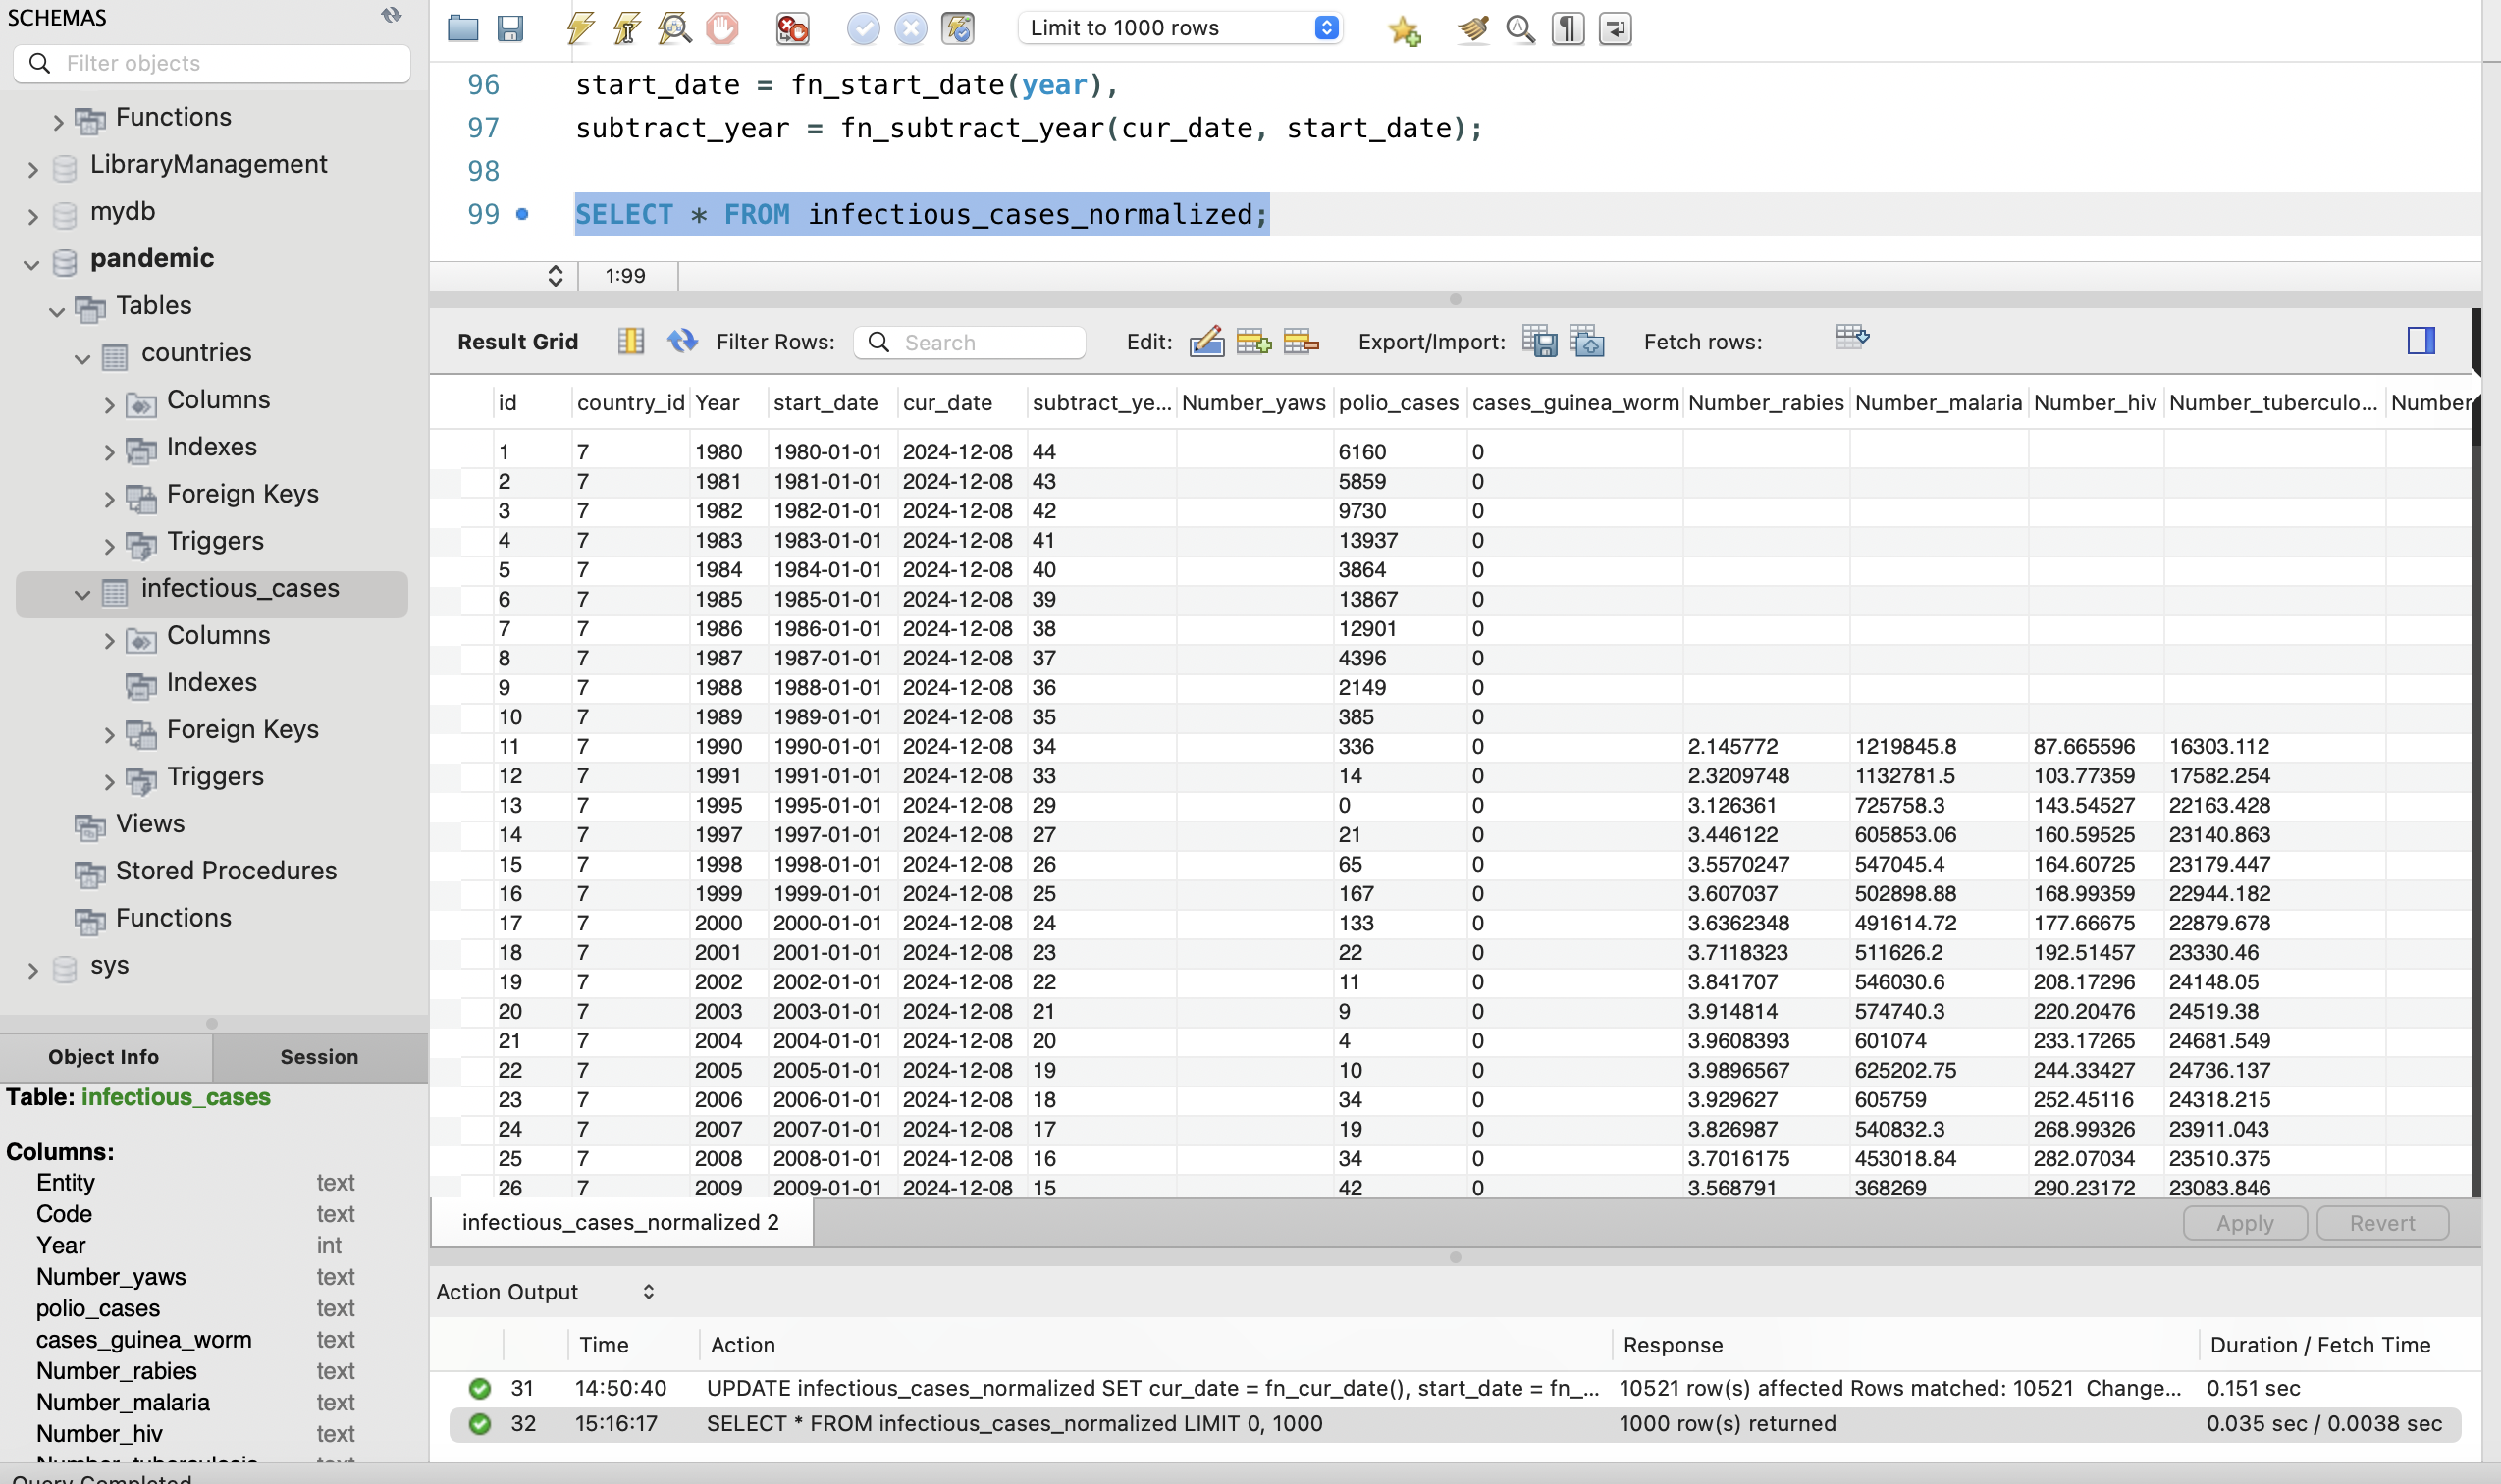 SCHEMAS
Filter objects
Functions
LibraryManagement
mydb
pandemic
Tables
countries
Columns
Indexes
Foreign Keys
Triggers
infectious_cases
Columns
Indexes
Foreign Keys
Triggers
Views
Stored Procedures
Functions
sys
Object Info Session
Table: infectious_cases
Columns:
Entity text
Code text
Year int
Number_yaws text
polio_cases text
cases_guinea_worm text
Number_rabies text
Number_malaria text
Number_hiv text
Number_tuberculosis text
Query Completed
Limit to 1000 rows
96 start_date = fn_start_date(year),
97 subtract_year = fn_subtract_year(cur_date, start_date);
98
99 SELECT * FROM infectious_cases_normalized;
1:99
Result Grid Filter Rows: Search Edit: Export/Import: Fetch rows:
id country_id Year start_date cur_date subtract_ye... Number_yaws polio_cases cases_guinea_worm Number_rabies Number_malaria Number_hiv Number_tuberculo... Number
1 7 1980 1980-01-01 2024-12-08 44 6160 0
2 7 1981 1981-01-01 2024-12-08 43 5859 0
3 7 1982 1982-01-01 2024-12-08 42 9730 0
4 7 1983 1983-01-01 2024-12-08 41 13937 0
5 7 1984 1984-01-01 2024-12-08 40 3864 0
6 7 1985 1985-01-01 2024-12-08 39 13867 0
7 7 1986 1986-01-01 2024-12-08 38 12901 0
8 7 1987 1987-01-01 2024-12-08 37 4396 0
9 7 1988 1988-01-01 2024-12-08 36 2149 0
10 7 1989 1989-01-01 2024-12-08 35 385 0
11 7 1990 1990-01-01 2024-12-08 34 336 0 2.145772 1219845.8 87.665596 16303.112
12 7 1991 1991-01-01 2024-12-08 33 14 0 2.3209748 1132781.5 103.77359 17582.254
13 7 1995 1995-01-01 2024-12-08 29 0 0 3.126361 725758.3 143.54527 22163.428
14 7 1997 1997-01-01 2024-12-08 27 21 0 3.446122 605853.06 160.59525 23140.863
15 7 1998 1998-01-01 2024-12-08 26 65 0 3.5570247 547045.4 164.60725 23179.447
16 7 1999 1999-01-01 2024-12-08 25 167 0 3.607037 502898.88 168.99359 22944.182
17 7 2000 2000-01-01 2024-12-08 24 133 0 3.6362348 491614.72 177.66675 22879.678
18 7 2001 2001-01-01 2024-12-08 23 22 0 3.7118323 511626.2 192.51457 23330.46
19 7 2002 2002-01-01 2024-12-08 22 11 0 3.841707 546030.6 208.17296 24148.05
20 7 2003 2003-01-01 2024-12-08 21 9 0 3.914814 574740.3 220.20476 24519.38
21 7 2004 2004-01-01 2024-12-08 20 4 0 3.9608393 601074 233.17265 24681.549
22 7 2005 2005-01-01 2024-12-08 19 10 0 3.9896567 625202.75 244.33427 24736.137
23 7 2006 2006-01-01 2024-12-08 18 34 0 3.929627 605759 252.45116 24318.215
24 7 2007 2007-01-01 2024-12-08 17 19 0 3.826987 540832.3 268.99326 23911.043
25 7 2008 2008-01-01 2024-12-08 16 34 0 3.7016175 453018.84 282.07034 23510.375
26 7 2009 2009-01-01 2024-12-08 15 42 0 3.568791 368269 290.23172 23083.846
infectious_cases_normalized 2 Apply Revert
Action Output
Time Action Response Duration / Fetch Time
31 14:50:40 UPDATE infectious_cases_normalized SET cur_date = fn_cur_date(), start_date = fn_... 10521 row(s) affected Rows matched: 10521 Change... 0.151 sec
32 15:16:17 SELECT * FROM infectious_cases_normalized LIMIT 0, 1000 1000 row(s) returned 0.035 sec / 0.0038 sec